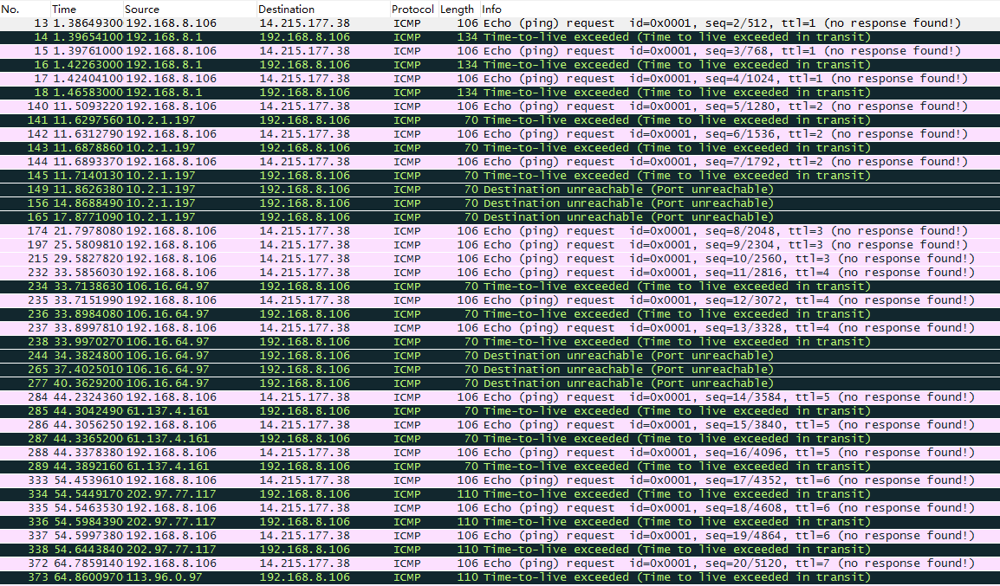 No. Time Source Destination Protocol Length Info
13 1.38649300 192.168.8.106 14.215.177.38 ICMP 106 Echo (ping) request id=0x0001, seq=2/512, ttl=1 (no response found!)
14 1.39654100 192.168.8.1 192.168.8.106 ICMP 134 Time-to-live exceeded (Time to live exceeded in transit)
15 1.39761000 192.168.8.106 14.215.177.38 ICMP 106 Echo (ping) request id=0x0001, seq=3/768, ttl=1 (no response found!)
16 1.42263000 192.168.8.1 192.168.8.106 ICMP 134 Time-to-live exceeded (Time to live exceeded in transit)
17 1.42404100 192.168.8.106 14.215.177.38 ICMP 106 Echo (ping) request id=0x0001, seq=4/1024, ttl=1 (no response found!)
18 1.46583000 192.168.8.1 192.168.8.106 ICMP 134 Time-to-live exceeded (Time to live exceeded in transit)
140 11.5093220 192.168.8.106 14.215.177.38 ICMP 106 Echo (ping) request id=0x0001, seq=5/1280, ttl=2 (no response found!)
141 11.6297560 10.2.1.197 192.168.8.106 ICMP 70 Time-to-live exceeded (Time to live exceeded in transit)
142 11.6312790 192.168.8.106 14.215.177.38 ICMP 106 Echo (ping) request id=0x0001, seq=6/1536, ttl=2 (no response found!)
143 11.6878860 10.2.1.197 192.168.8.106 ICMP 70 Time-to-live exceeded (Time to live exceeded in transit)
144 11.6893370 192.168.8.106 14.215.177.38 ICMP 106 Echo (ping) request id=0x0001, seq=7/1792, ttl=2 (no response found!)
145 11.7140130 10.2.1.197 192.168.8.106 ICMP 70 Time-to-live exceeded (Time to live exceeded in transit)
149 11.8626380 10.2.1.197 192.168.8.106 ICMP 70 Destination unreachable (Port unreachable)
156 14.8688490 10.2.1.197 192.168.8.106 ICMP 70 Destination unreachable (Port unreachable)
165 17.8771090 10.2.1.197 192.168.8.106 ICMP 70 Destination unreachable (Port unreachable)
174 21.7978080 192.168.8.106 14.215.177.38 ICMP 106 Echo (ping) request id=0x0001, seq=8/2048, ttl=3 (no response found!)
197 25.5809810 192.168.8.106 14.215.177.38 ICMP 106 Echo (ping) request id=0x0001, seq=9/2304, ttl=3 (no response found!)
215 29.5827820 192.168.8.106 14.215.177.38 ICMP 106 Echo (ping) request id=0x0001, seq=10/2560, ttl=3 (no response found!)
232 33.5856030 192.168.8.106 14.215.177.38 ICMP 106 Echo (ping) request id=0x0001, seq=11/2816, ttl=4 (no response found!)
234 33.7138630 106.16.64.97 192.168.8.106 ICMP 70 Time-to-live exceeded (Time to live exceeded in transit)
235 33.7151990 192.168.8.106 14.215.177.38 ICMP 106 Echo (ping) request id=0x0001, seq=12/3072, ttl=4 (no response found!)
236 33.8984080 106.16.64.97 192.168.8.106 ICMP 70 Time-to-live exceeded (Time to live exceeded in transit)
237 33.8997810 192.168.8.106 14.215.177.38 ICMP 106 Echo (ping) request id=0x0001, seq=13/3328, ttl=4 (no response found!)
238 33.9970270 106.16.64.97 192.168.8.106 ICMP 70 Time-to-live exceeded (Time to live exceeded in transit)
244 34.3824800 106.16.64.97 192.168.8.106 ICMP 70 Destination unreachable (Port unreachable)
265 37.4025010 106.16.64.97 192.168.8.106 ICMP 70 Destination unreachable (Port unreachable)
277 40.3629200 106.16.64.97 192.168.8.106 ICMP 70 Destination unreachable (Port unreachable)
284 44.2324360 192.168.8.106 14.215.177.38 ICMP 106 Echo (ping) request id=0x0001, seq=14/3584, ttl=5 (no response found!)
285 44.3042490 61.137.4.161 192.168.8.106 ICMP 70 Time-to-live exceeded (Time to live exceeded in transit)
286 44.3056250 192.168.8.106 14.215.177.38 ICMP 106 Echo (ping) request id=0x0001, seq=15/3840, ttl=5 (no response found!)
287 44.3365200 61.137.4.161 192.168.8.106 ICMP 70 Time-to-live exceeded (Time to live exceeded in transit)
288 44.3378380 192.168.8.106 14.215.177.38 ICMP 106 Echo (ping) request id=0x0001, seq=16/4096, ttl=5 (no response found!)
289 44.3892160 61.137.4.161 192.168.8.106 ICMP 70 Time-to-live exceeded (Time to live exceeded in transit)
333 54.4539610 192.168.8.106 14.215.177.38 ICMP 106 Echo (ping) request id=0x0001, seq=17/4352, ttl=6 (no response found!)
334 54.5449170 202.97.77.117 192.168.8.106 ICMP 110 Time-to-live exceeded (Time to live exceeded in transit)
335 54.5463530 192.168.8.106 14.215.177.38 ICMP 106 Echo (ping) request id=0x0001, seq=18/4608, ttl=6 (no response found!)
336 54.5984390 202.97.77.117 192.168.8.106 ICMP 110 Time-to-live exceeded (Time to live exceeded in transit)
337 54.5997380 192.168.8.106 14.215.177.38 ICMP 106 Echo (ping) request id=0x0001, seq=19/4864, ttl=6 (no response found!)
338 54.6443840 202.97.77.117 192.168.8.106 ICMP 110 Time-to-live exceeded (Time to live exceeded in transit)
372 64.7859140 192.168.8.106 14.215.177.38 ICMP 106 Echo (ping) request id=0x0001, seq=20/5120, ttl=7 (no response found!)
373 64.8600970 113.96.0.97 192.168.8.106 ICMP 110 Time-to-live exceeded (Time to live exceeded in transit)